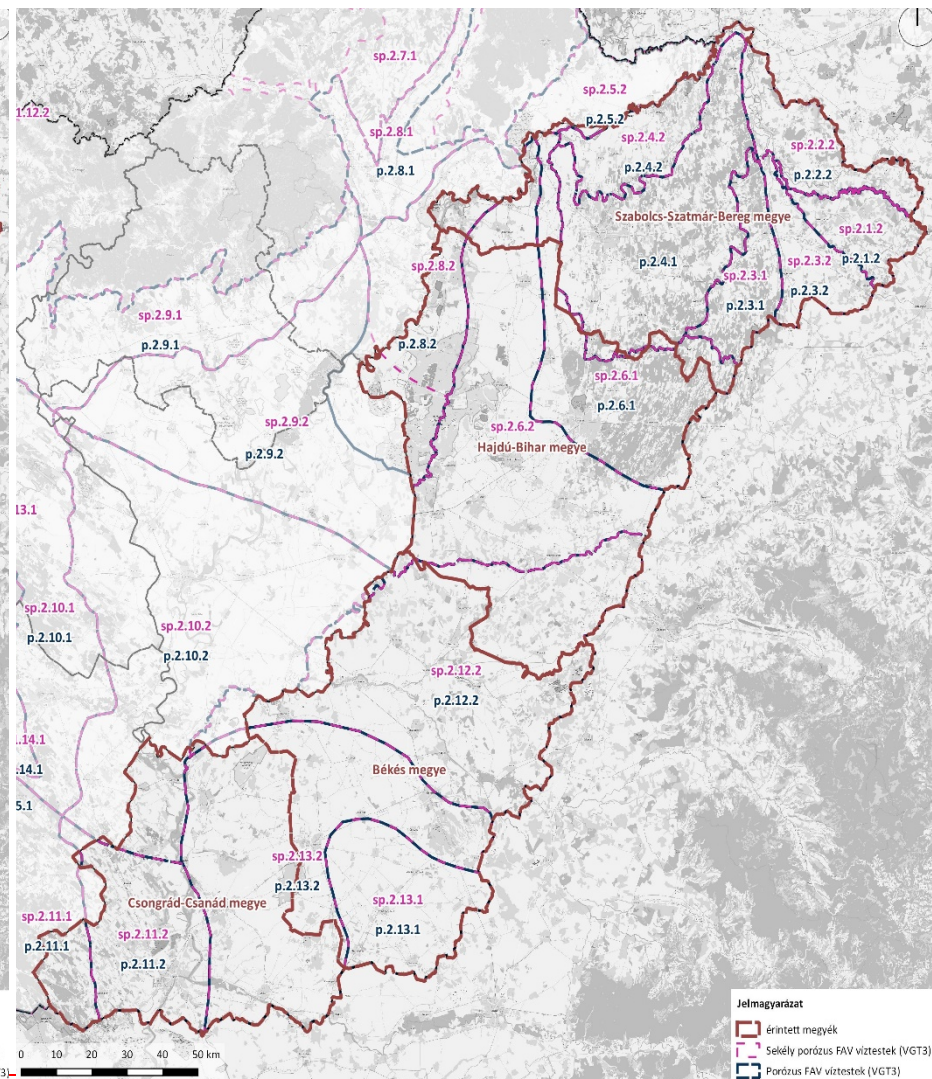 sp.2.7.1
1.12.2
sp.2.5.2
p.2.5.2
sp.2.8.1
p.2.8.1
sp.2.4.2
p.2.4.2
sp.2.2.2
p.2.2.2
Szabolcs-Szatmár-Bereg megye
sp.2.1.2
p.2.1.2
p.2.4.1
sp.2.3.2
p.2.3.2
sp.2.3.1
p.2.3.1
sp.2.8.2
p.2.8.2
sp.2.9.1
p.2.9.1
sp.2.6.1
p.2.6.1
sp.2.9.2
p.2.9.2
sp.2.6.2
Hajdú-Bihar megye
13.1
sp.2.10.1
p.2.10.1
sp.2.10.2
p.2.10.2
sp.2.12.2
p.2.12.2
.14.1
.14.1
5.1
Békés megye
sp.2.13.2
p.2.13.2
Csongrád-Csanád megye
sp.2.13.1
p.2.13.1
sp.2.11.1
p.2.11.1
sp.2.11.2
p.2.11.2
0 10 20 30 40 50 km
3)
Jelmagyarázat
érintett megyék
Sekély porózus FAV víztestek (VGT3)
Porózus FAV víztestek (VGT3)